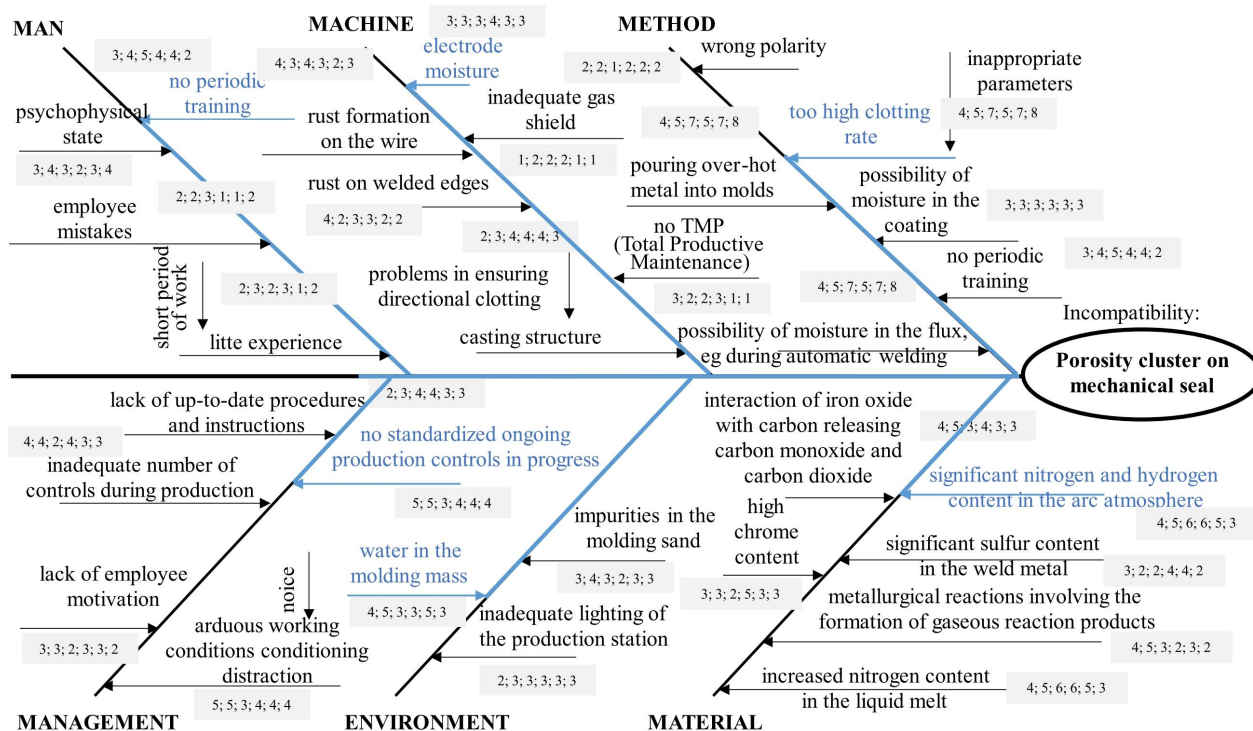 MAN
MACHINE
METHOD
3; 4; 5; 4; 4; 2
no periodic
training
psychophysical
state
3; 4; 3; 2; 3; 4
2; 2; 3; 1; 1; 2
employee
mistakes
short period
of work
2; 3; 2; 3; 1; 2
litte experience
3; 3; 3; 4; 3; 3
4; 3; 4; 3; 2; 3
electrode
moisture
rust formation
on the wire
inadequate gas
shield
1; 2; 2; 2; 1; 1
rust on welded edges
4; 2; 3; 3; 2; 2
2; 3; 4; 4; 4; 3
no TMP
(Total Productive
Maintenance)
3; 2; 2; 3; 1; 1
problems in ensuring
directional clotting
casting structure
wrong polarity
2; 2; 1; 2; 2; 2
inappropriate
parameters
4; 5; 7; 5; 7; 8
4; 5; 7; 5; 7; 8
too high clotting
rate
pouring over-hot
metal into molds
possibility of
moisture in the
coating
3; 3; 3; 3; 3; 3
no periodic
training
3; 4; 5; 4; 4; 2
4; 5; 7; 5; 7; 8
possibility of moisture in the flux,
eg during automatic welding
Incompatibility:
Porosity cluster on
mechanical seal
2; 3; 4; 4; 3; 3
lack of up-to-date procedures
and instructions
4; 4; 2; 4; 3; 3
inadequate number of
controls during production
no standardized ongoing
production controls in progress
5; 5; 3; 4; 4; 4
lack of employee
motivation
3; 3; 2; 3; 3; 2
noice
arduous working
conditions conditioning
distraction
5; 5; 3; 4; 4; 4
water in the
molding mass
4; 5; 3; 3; 5; 3
impurities in the
molding sand
3; 4; 3; 2; 3; 3
inadequate lighting of
the production station
2; 3; 3; 3; 3; 3
interaction of iron oxide
with carbon releasing
carbon monoxide and
carbon dioxide
4; 5; 3; 4; 3; 3
significant nitrogen and hydrogen
content in the arc atmosphere
4; 5; 6; 6; 5; 3
high
chrome
content
3; 3; 2; 5; 3; 3
significant sulfur content
in the weld metal
3; 2; 2; 4; 4; 2
metallurgical reactions involving the
formation of gaseous reaction products
4; 5; 3; 2; 3; 2
increased nitrogen content
in the liquid melt
4; 5; 6; 6; 5; 3
MANAGEMENT
ENVIRONMENT
MATERIAL